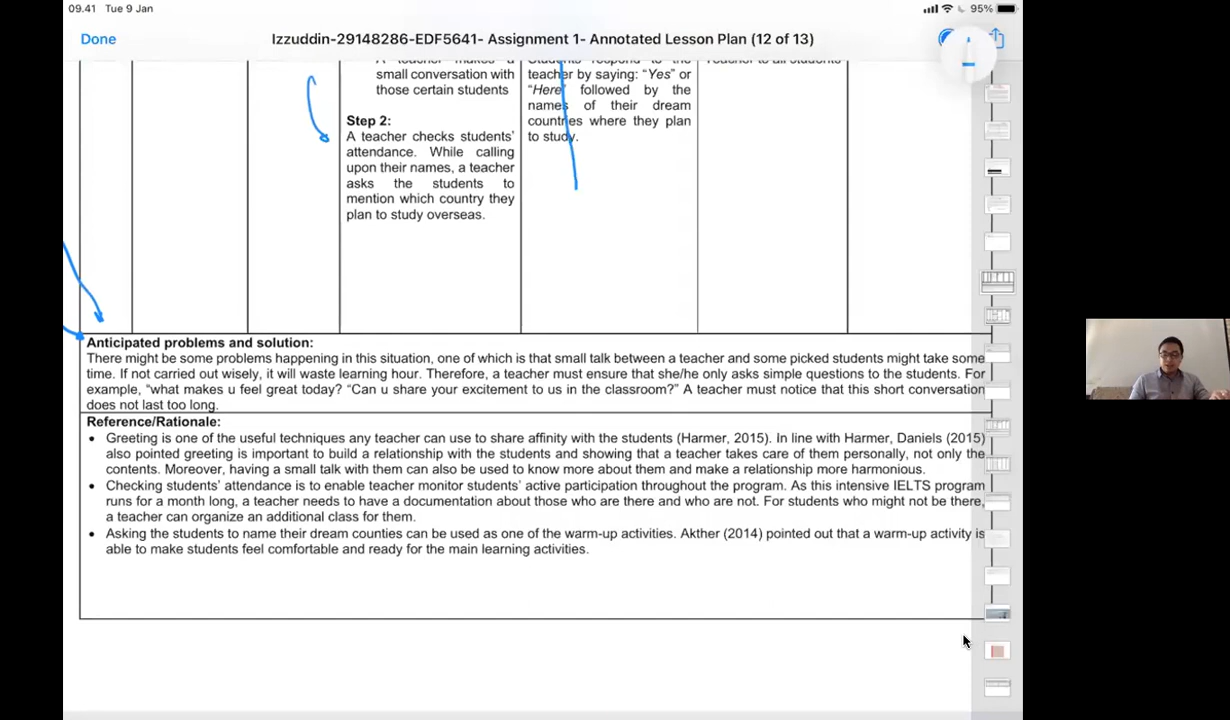 09.41 Tue 9 Jan
95%
Done
Izzuddin-29148286-EDF5641- Assignment 1- Annotated Lesson Plan (12 of 13)
small conversation with
those certain students
Step 2:
A teacher checks students'
attendance. While calling
upon their names, a teacher
asks the students to
mention which country they
plan to study overseas.
Students respond to the
teacher by saying: "Yes" or
"Here" followed by the
names of their dream
countries where they plan
to study.
Teacher to all students
Anticipated problems and solution:
There might be some problems happening in this situation, one of which is that small talk between a teacher and some picked students might take some
time. If not carried out wisely, it will waste learning hour. Therefore, a teacher must ensure that she/he only asks simple questions to the students. For
example, "what makes u feel great today? "Can u share your excitement to us in the classroom?" A teacher must notice that this short conversation
does not last too long.
Reference/Rationale:
• Greeting is one of the useful techniques any teacher can use to share affinity with the students (Harmer, 2015). In line with Harmer, Daniels (2015)
also pointed greeting is important to build a relationship with the students and showing that a teacher takes care of them personally, not only the
contents. Moreover, having a small talk with them can also be used to know more about them and make a relationship more harmonious.
• Checking students' attendance is to enable teacher monitor students' active participation throughout the program. As this intensive IELTS program
runs for a month long, a teacher needs to have a documentation about those who are there and who are not. For students who might not be there,
a teacher can organize an additional class for them.
• Asking the students to name their dream counties can be used as one of the warm-up activities. Akther (2014) pointed out that a warm-up activity is
able to make students feel comfortable and ready for the main learning activities.